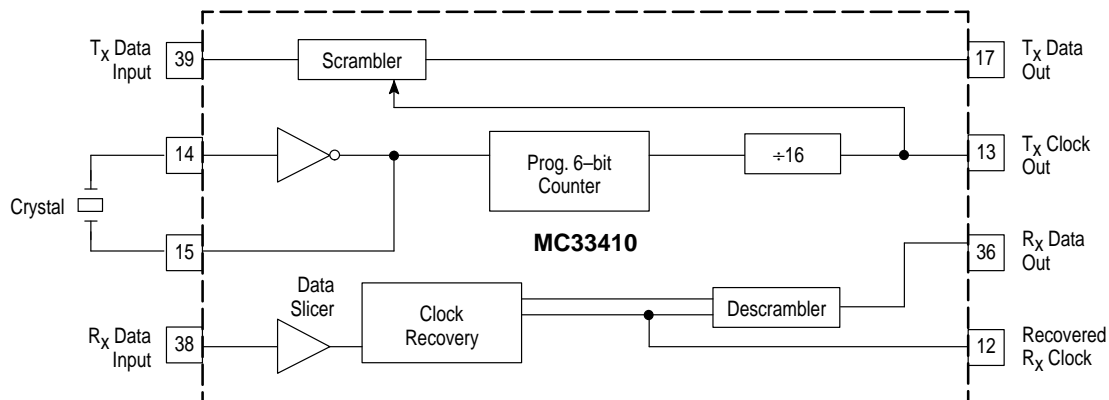 Tx Data
Input
39
Scrambler
17
Tx Data
Out
14
Prog. 6–bit
Counter
÷16
13
Tx Clock
Out
Crystal
15
MC33410
36
Rx Data
Out
Data
Slicer
Clock
Recovery
Descrambler
Rx Data
Input
38
12
Recovered
Rx Clock